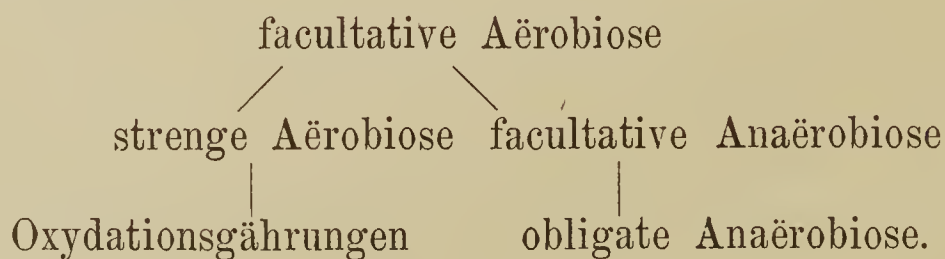 facultative Aërobiose
strenge Aërobiose facultative Anaërobiose
Oxydationsgährungen obligate Anaërobiose.